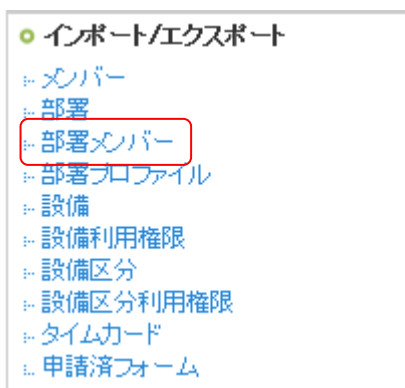 インポート/エクスポート
メンバー
部署
部署メンバー
部署プロファイル
設備
設備利用権限
設備区分
設備区分利用権限
タイムカード
申請済フォーム